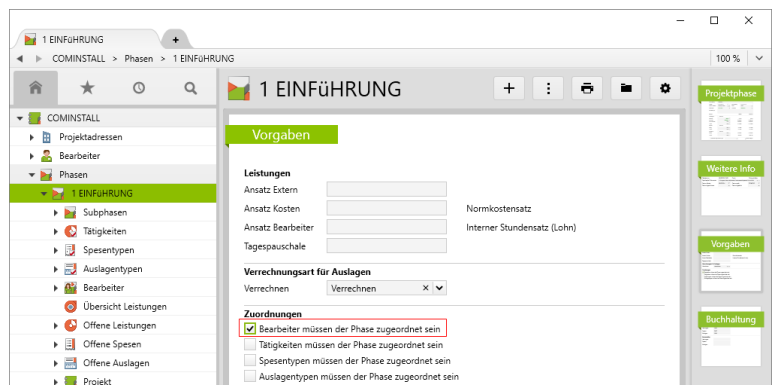 1 EINFüHRUNG
COMINSTALL > Phasen > 1 EINFüHRUNG
100 %
1 EINFüHRUNG
COMINSTALL
Projektadressen
Bearbeiter
Phasen
1 EINFüHRUNG
Subphasen
Tätigkeiten
Spesentypen
Auslagentypen
Bearbeiter
Übersicht Leistungen
Offene Leistungen
Offene Spesen
Offene Auslagen
Projekt
Vorgaben
Leistungen
Ansatz Extern
Ansatz Kosten Normkostensatz
Ansatz Bearbeiter Interner Stundensatz (Lohn)
Tagespauschale
Verrechnungsart für Auslagen
Verrechnen Verrechnen
Zuordnungen
Bearbeiter müssen der Phase zugeordnet sein
Tätigkeiten müssen der Phase zugeordnet sein
Spesentypen müssen der Phase zugeordnet sein
Auslagentypen müssen der Phase zugeordnet sein
Projektphase
Weitere Info
Vorgaben
Buchhaltung